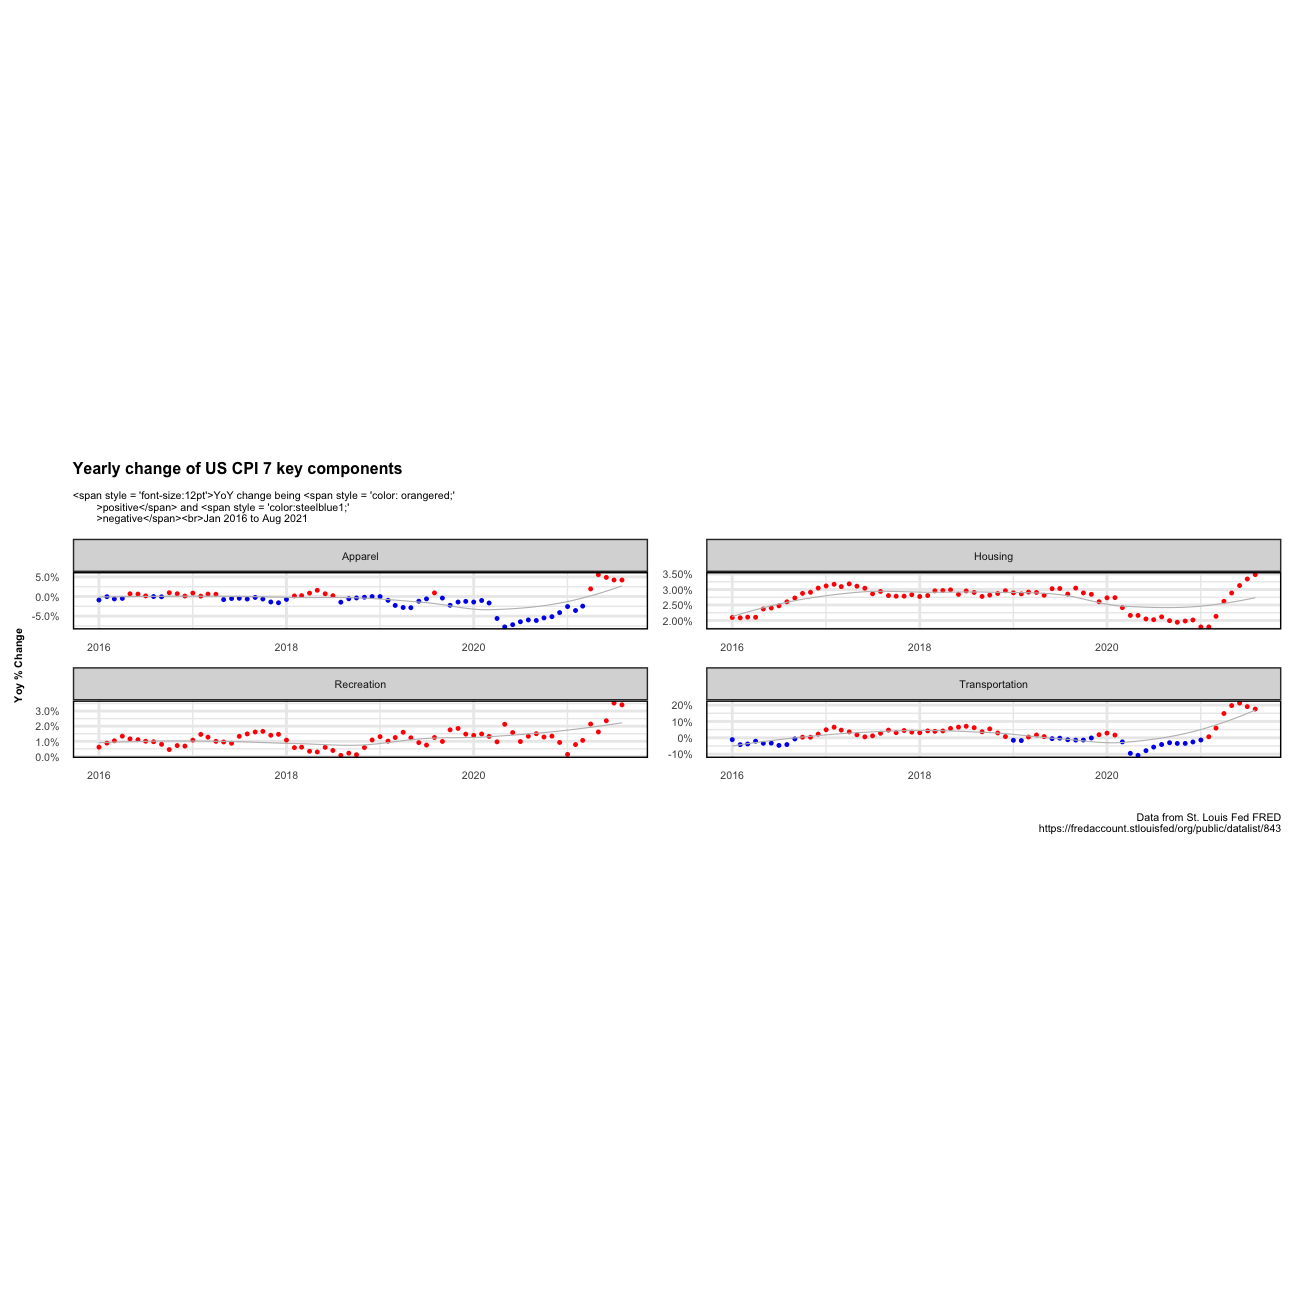 Yearly change of US CPI 7 key components
<span style = 'font-size:12pt'>YoY change being <span style = 'color: orangered;'
>positive</span> and <span style = 'color:steelblue1;'
>negative</span><br>Jan 2016 to Aug 2021
Yoy % Change
Apparel
5.0%
0.0%
-5.0%
2016 2018 2020
Housing
3.50%
3.00%
2.50%
2.00%
2016 2018 2020
Recreation
3.0%
2.0%
1.0%
0.0%
2016 2018 2020
Transportation
20%
10%
0%
-10%
2016 2018 2020
Data from St. Louis Fed FRED
https://fredaccount.stlouisfed/org/public/datalist/843